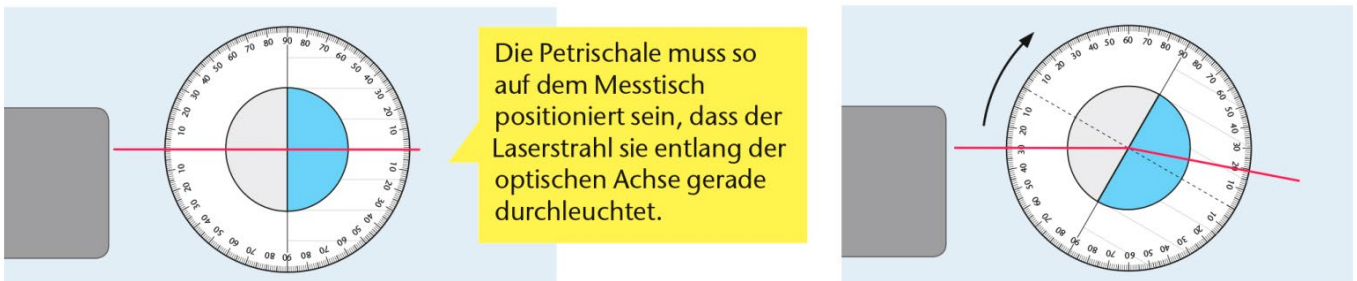 Die Petrischale muss so
auf dem Messtisch
positioniert sein, dass der
Laserstrahl sie entlang der
optischen Achse gerade
durchleuchtet.